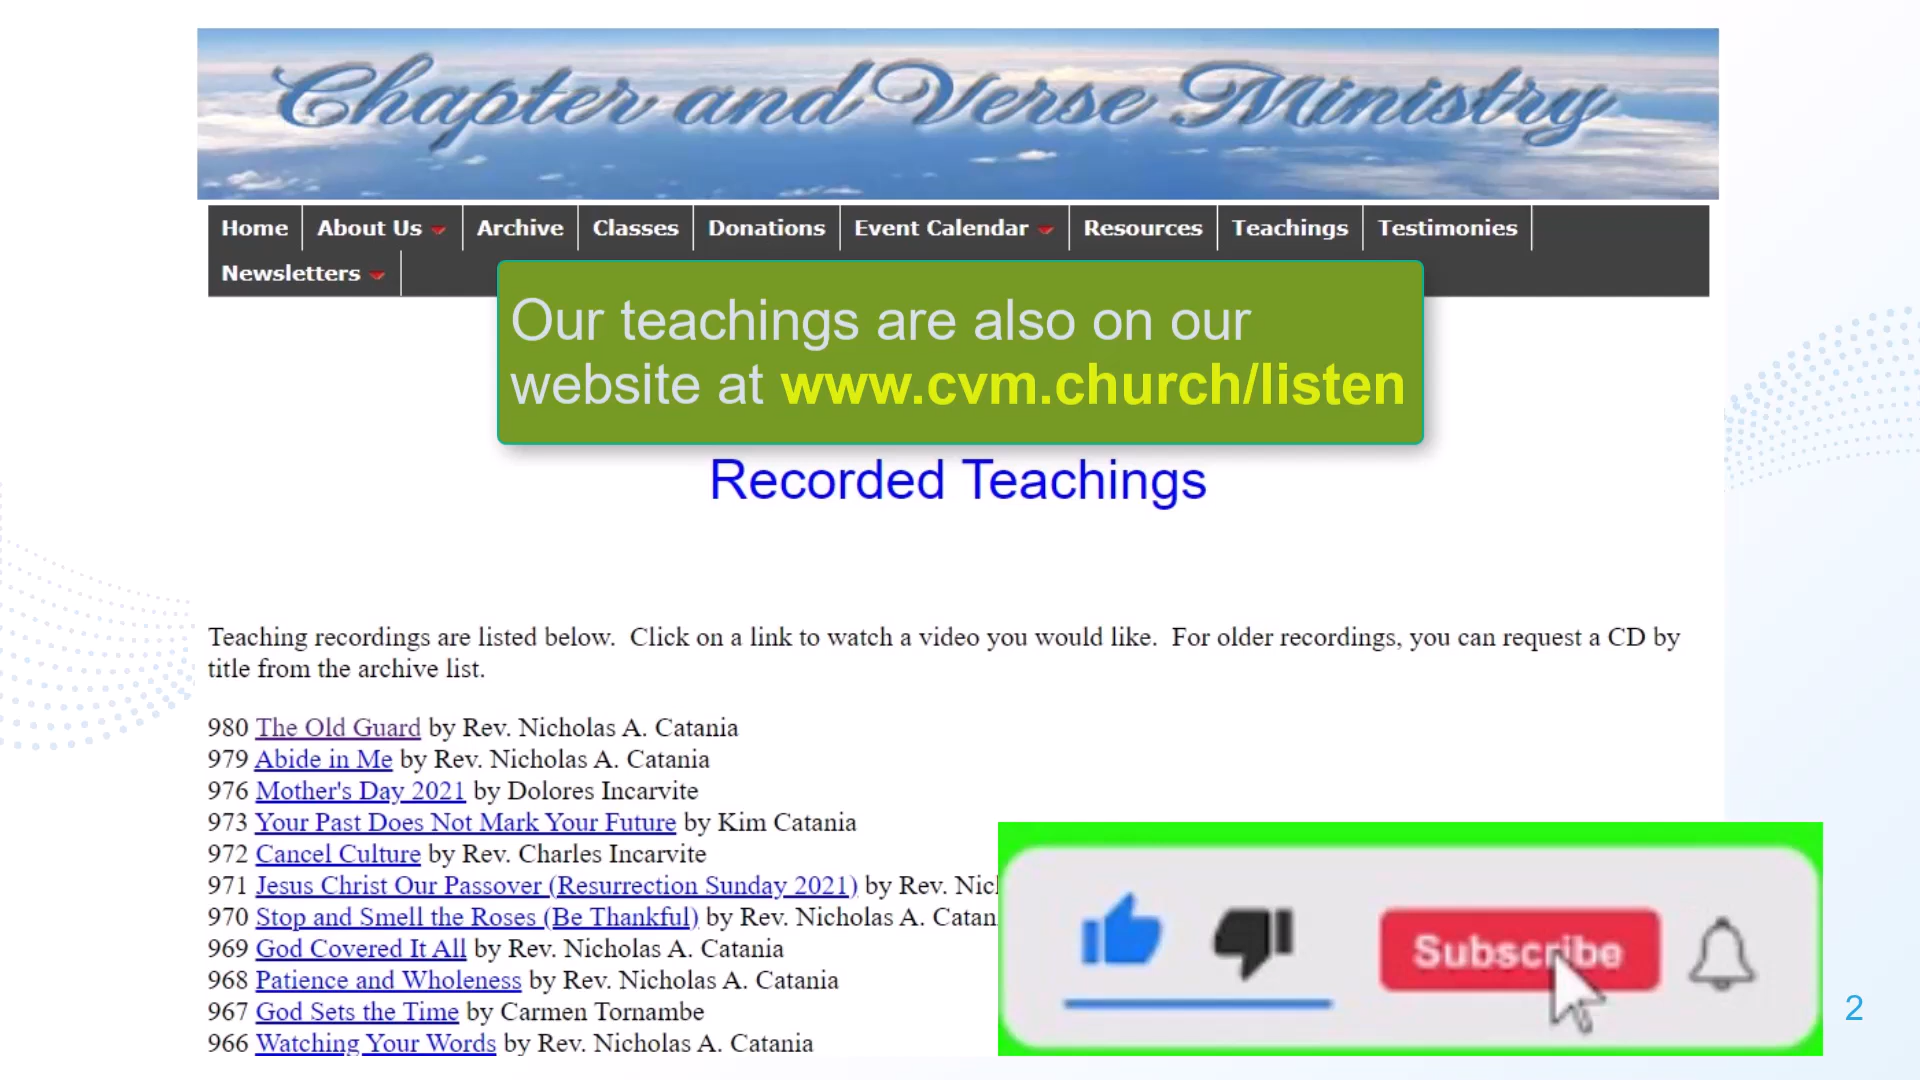 Chapter and Verse Ministry
Home About Us Archive Classes Donations Event Calendar Resources Teachings Testimonies
Newsletters
Our teachings are also on our
website at www.cvm.church/listen
Recorded Teachings
Teaching recordings are listed below.  Click on a link to watch a video you would like.  For older recordings, you can request a CD by
title from the archive list.
980 The Old Guard by Rev. Nicholas A. Catania
979 Abide in Me by Rev. Nicholas A. Catania
976 Mother's Day 2021 by Dolores Incarvite
973 Your Past Does Not Mark Your Future by Kim Catania
972 Cancel Culture by Rev. Charles Incarvite
971 Jesus Christ Our Passover (Resurrection Sunday 2021) by Rev. Nicl
970 Stop and Smell the Roses (Be Thankful) by Rev. Nicholas A. Catan
969 God Covered It All by Rev. Nicholas A. Catania
968 Patience and Wholeness by Rev. Nicholas A. Catania
967 God Sets the Time by Carmen Tornambe
966 Watching Your Words by Rev. Nicholas A. Catania
Subscribe
2